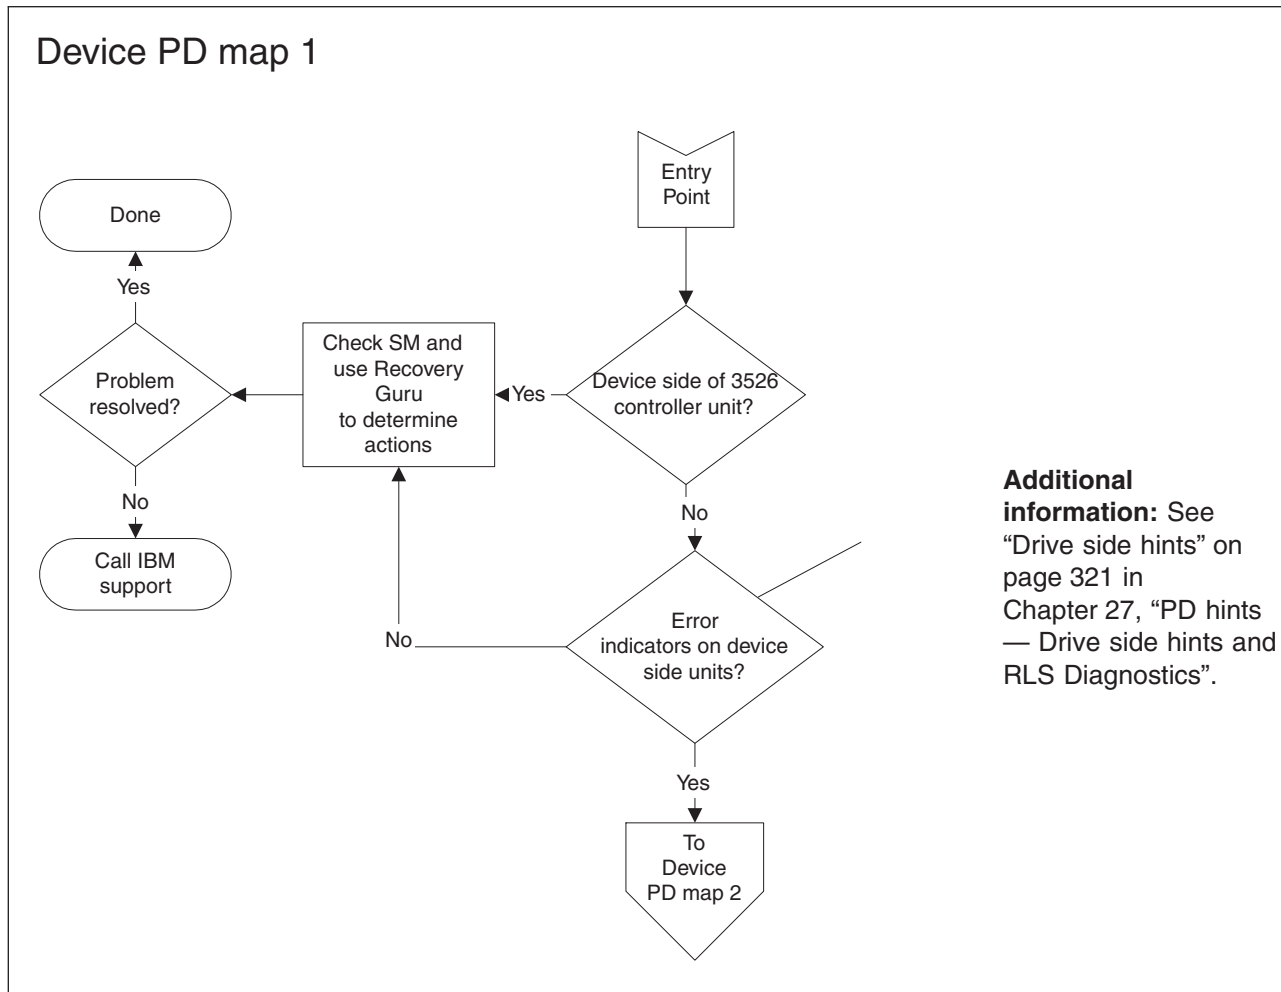 Device PD map 1
Entry
Point
Done
Yes
Problem
resolved?
No
Call IBM
support
Check SM and
use Recovery
Guru
to determine
actions
Yes
Device side of 3526
controller unit?
No
Error
indicators on device
side units?
No
Yes
To
Device
PD map 2
Additional
information: See
“Drive side hints” on
page 321 in
Chapter 27, “PD hints
— Drive side hints and
RLS Diagnostics”.